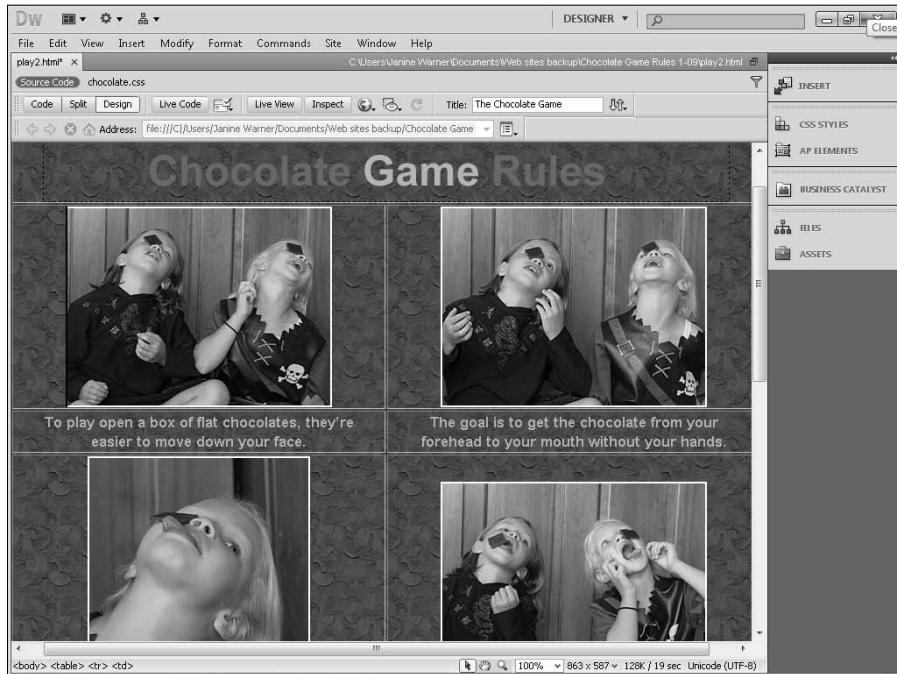 Dw DESIGNER
Close
File Edit View Insert Modify Format Commands Site Window Help
play2.html* × C:\Users\Janine Warner\Documents\Web sites backup\Chocolate Game Rules 1-09\play2.html
Source Code chocolate.css
Code Split Design Live Code Live View Inspect Title: The Chocolate Game
Address: file:///C|/Users/Janine Warner/Documents/Web sites backup/Chocolate Game
INSERT
CSS STYLES
AP ELEMENTS
BUSINESS CATALYST
FILES
ASSETS
Chocolate Game Rules
To play open a box of flat chocolates, they're
easier to move down your face.
The goal is to get the chocolate from your
forehead to your mouth without your hands.
<body> <table> <tr> <td> 100% 863 x 587 128K / 19 sec Unicode (UTF-8)